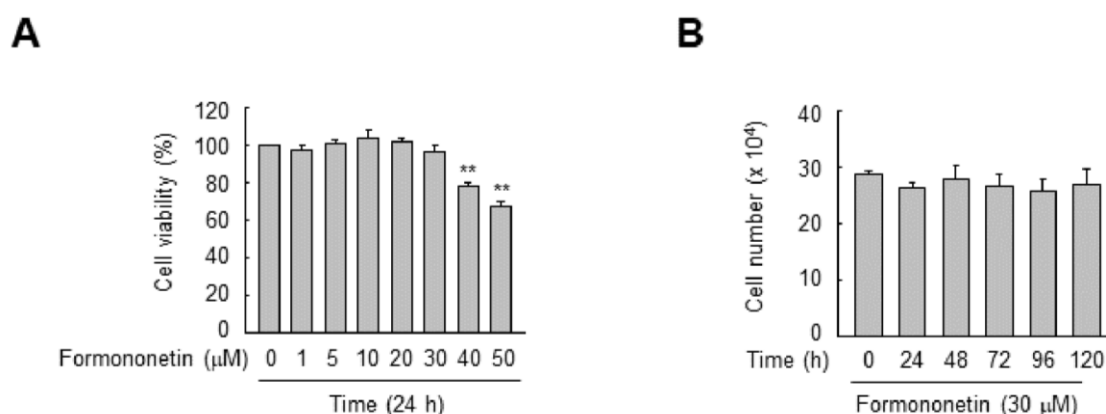 A
B
Cell viability (%)
120
100
80
60
40
20
0
**
**
Formononetin (μM) 0 1 5 10 20 30 40 50
Time (24 h)
Cell number (x 10⁴)
40
30
20
10
0
Time (h) 0 24 48 72 96 120
Formononetin (30 μM)